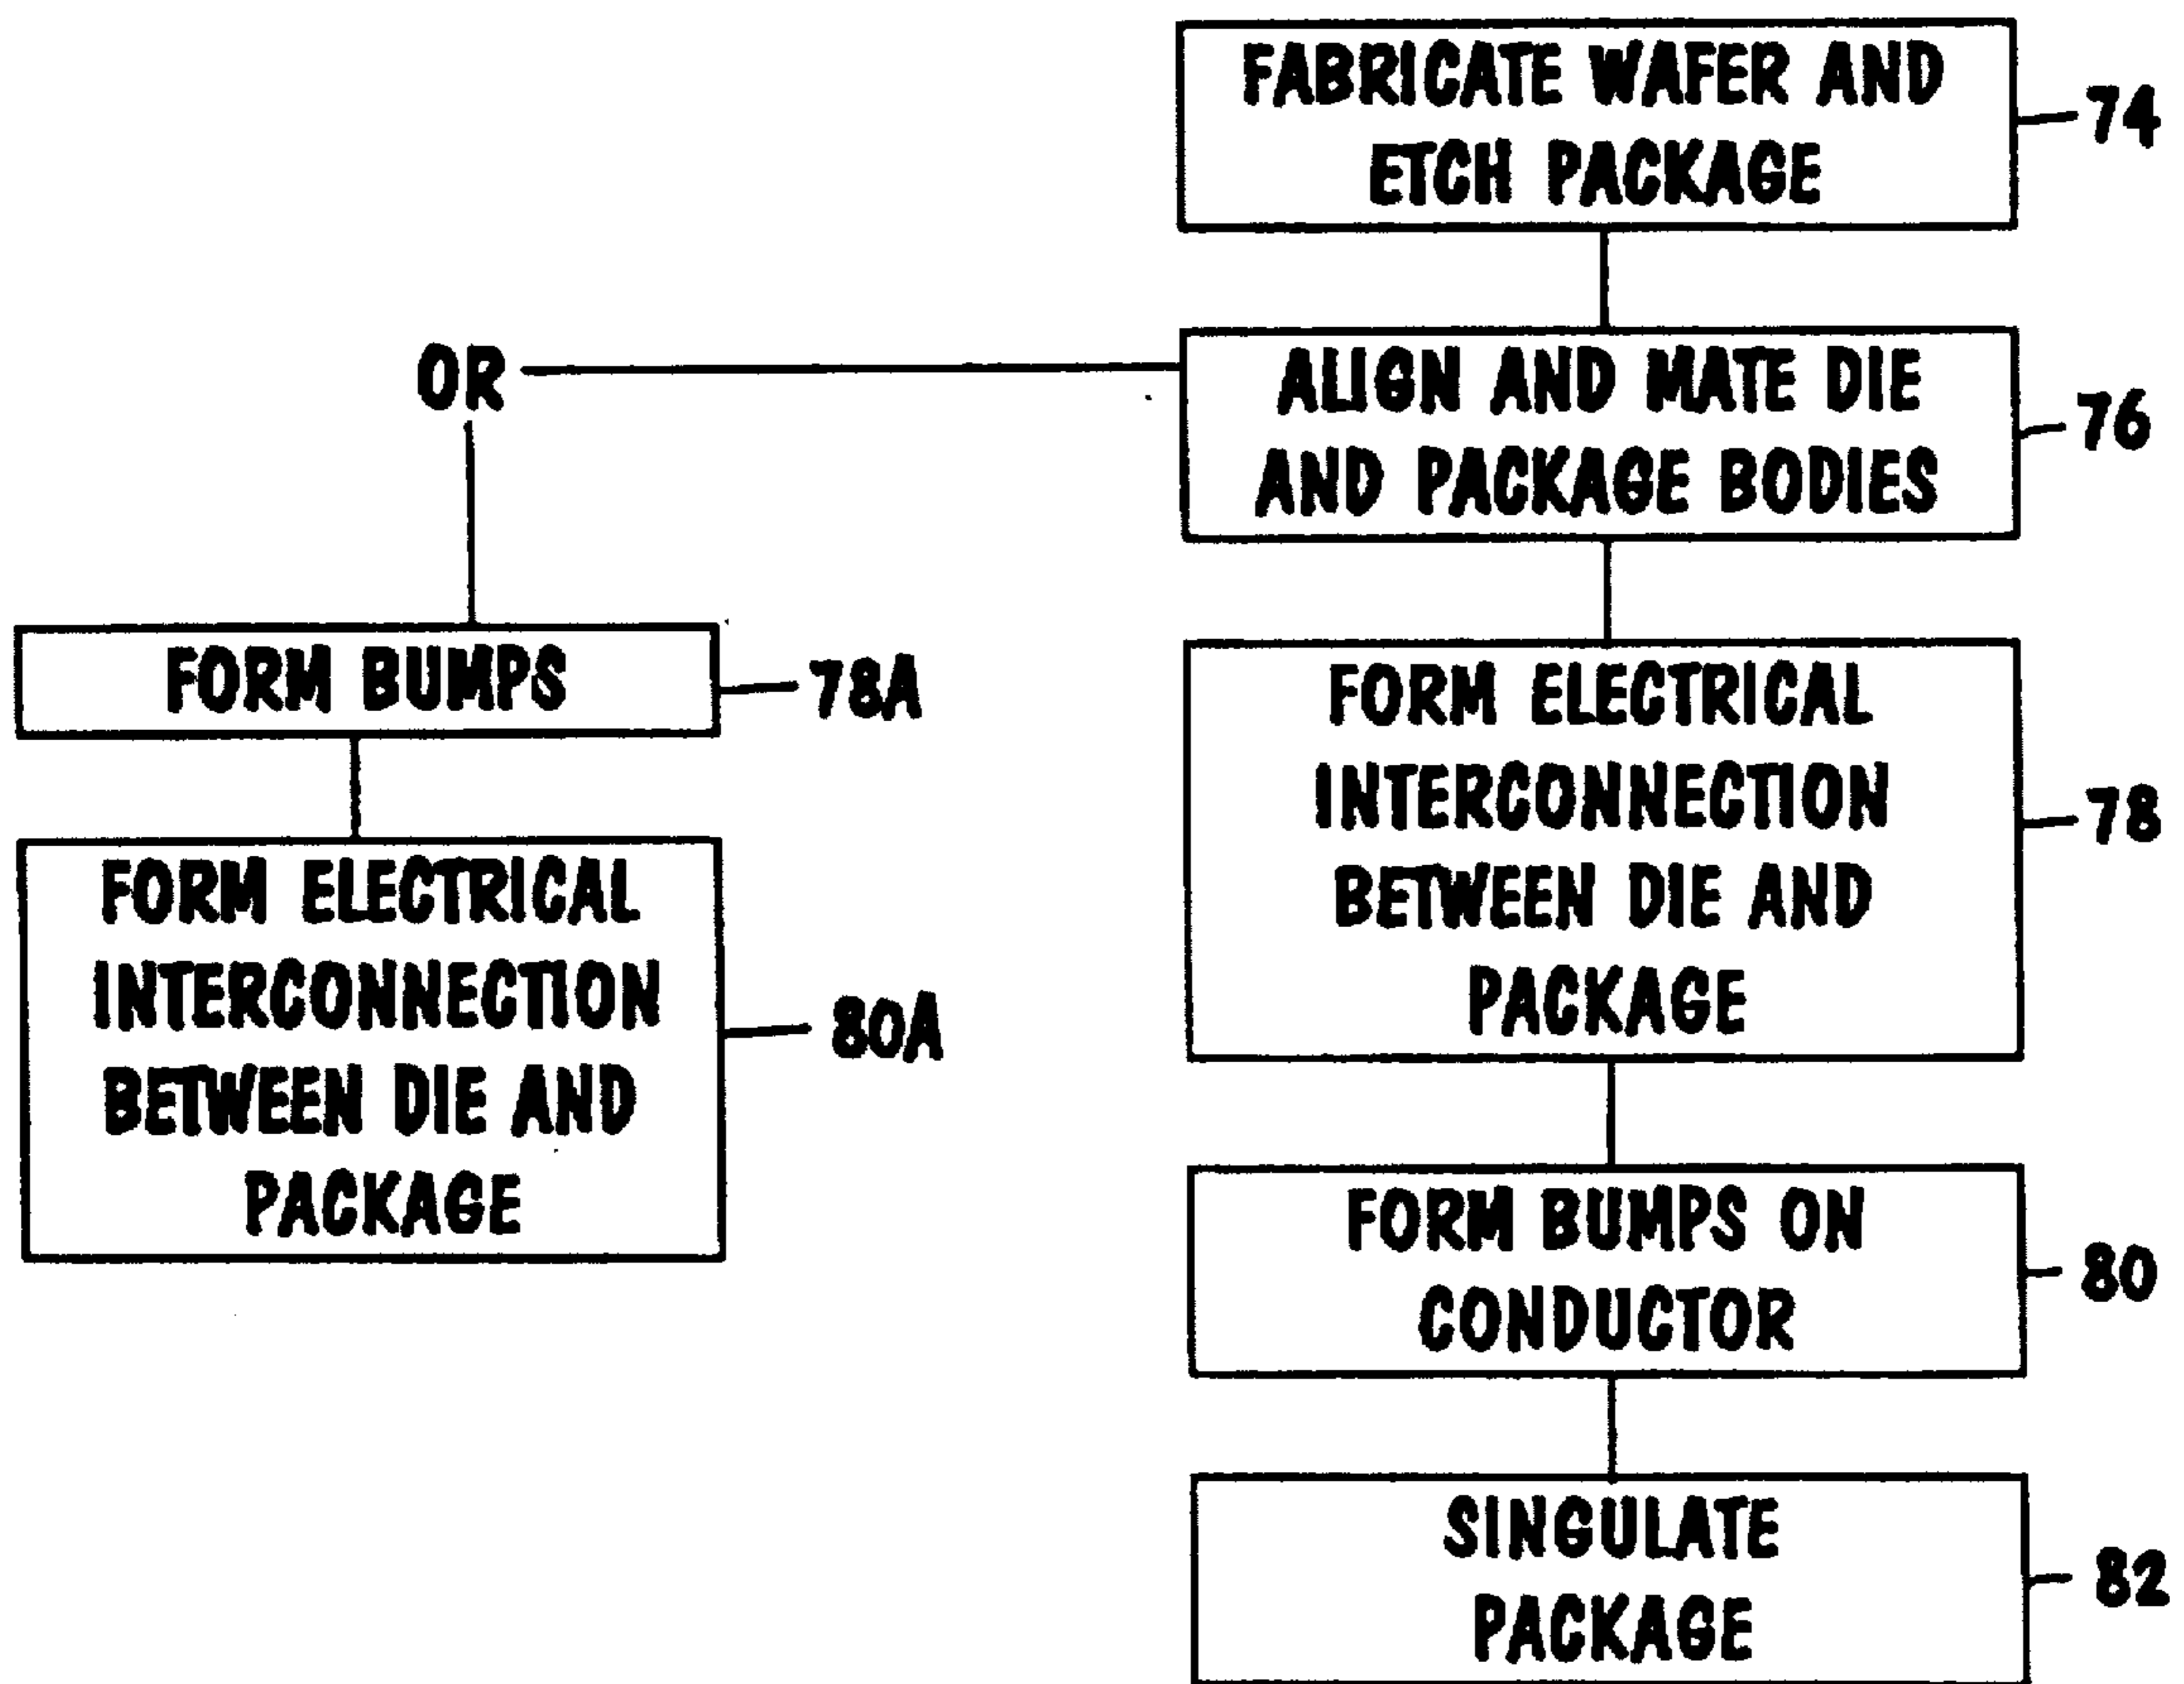 FABRICATE WAFER AND
ETCH PACKAGE
74
OR
ALIGN AND MATE DIE
AND PACKAGE BODIES
76
FORM BUMPS
78A
FORM ELECTRICAL
INTERCONNECTION
BETWEEN DIE AND
PACKAGE
80A
FORM ELECTRICAL
INTERCONNECTION
BETWEEN DIE AND
PACKAGE
78
FORM BUMPS ON
CONDUCTOR
80
SINGULATE
PACKAGE
82